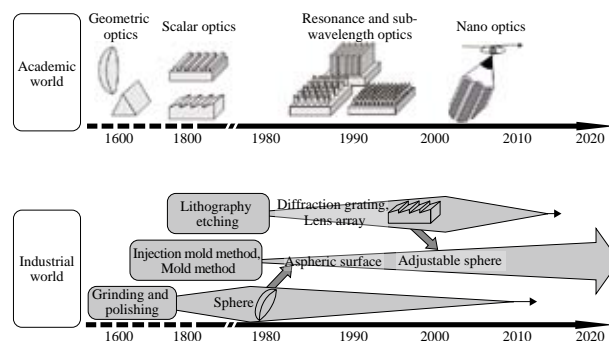 Geometric
optics
Scalar optics
Resonance and sub-
wavelength optics
Nano optics
Academic
world
1600
1800
1980
1990
2000
2010
2020
Lithography
etching
Diffraction grating,
Lens array
Injection mold method,
Mold method
Aspheric surface
Adjustable sphere
Industrial
world
Grinding and
polishing
Sphere
1600
1800
1980
1990
2000
2010
2020